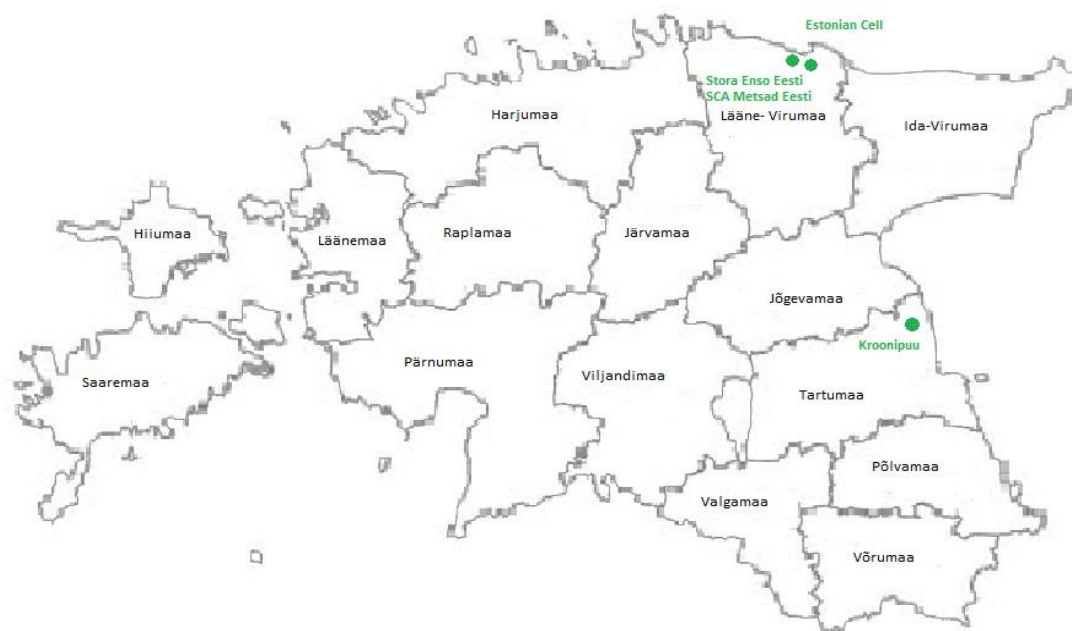 Estonian Cell
Stora Enso Eesti
SCA Metsad Eesti
Lääne- Virumaa
Harjumaa
Ida-Virumaa
Hiiumaa
Läänemaa
Raplamaa
Järvamaa
Jõgevamaa
Kroonipuu
Saaremaa
Pärnumaa
Viljandimaa
Tartumaa
Põlvamaa
Valgamaa
Võrumaa